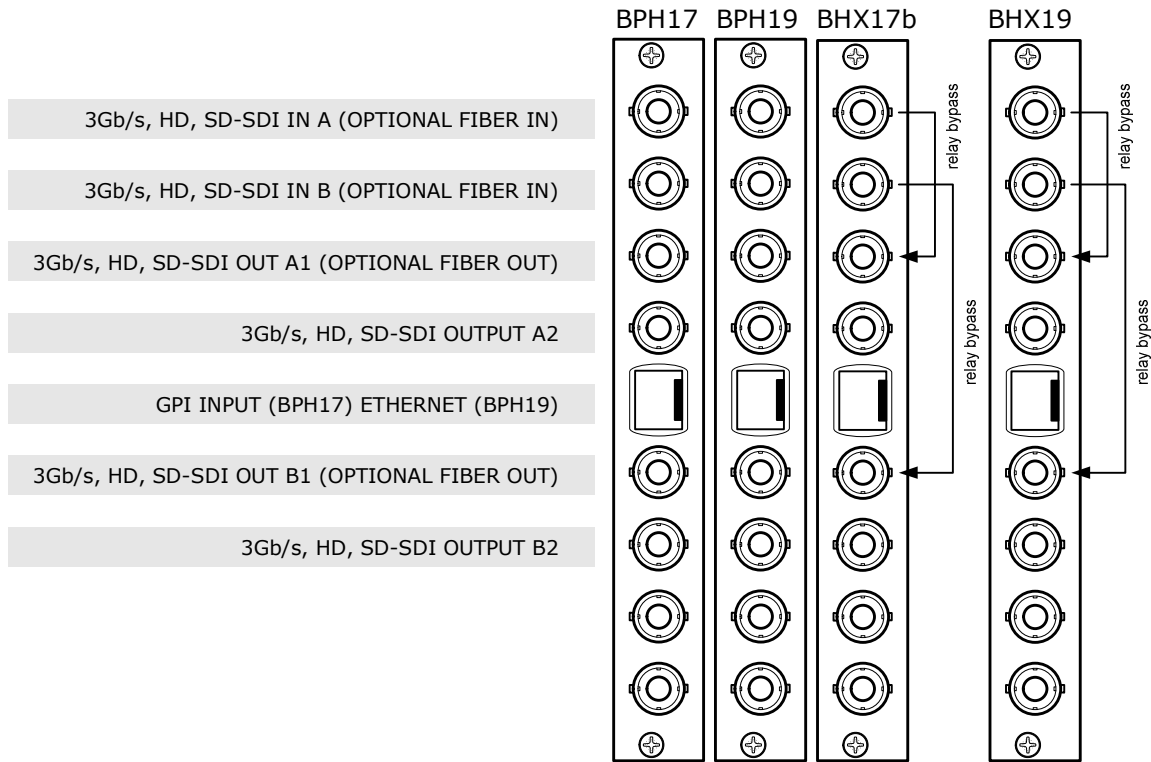 BPH17 BPH19 BHX17b BHX19
3Gb/s, HD, SD-SDI IN A (OPTIONAL FIBER IN)
3Gb/s, HD, SD-SDI IN B (OPTIONAL FIBER IN)
3Gb/s, HD, SD-SDI OUT A1 (OPTIONAL FIBER OUT)
3Gb/s, HD, SD-SDI OUTPUT A2
GPI INPUT (BPH17) ETHERNET (BPH19)
3Gb/s, HD, SD-SDI OUT B1 (OPTIONAL FIBER OUT)
3Gb/s, HD, SD-SDI OUTPUT B2
relay bypass
relay bypass
relay bypass
relay bypass